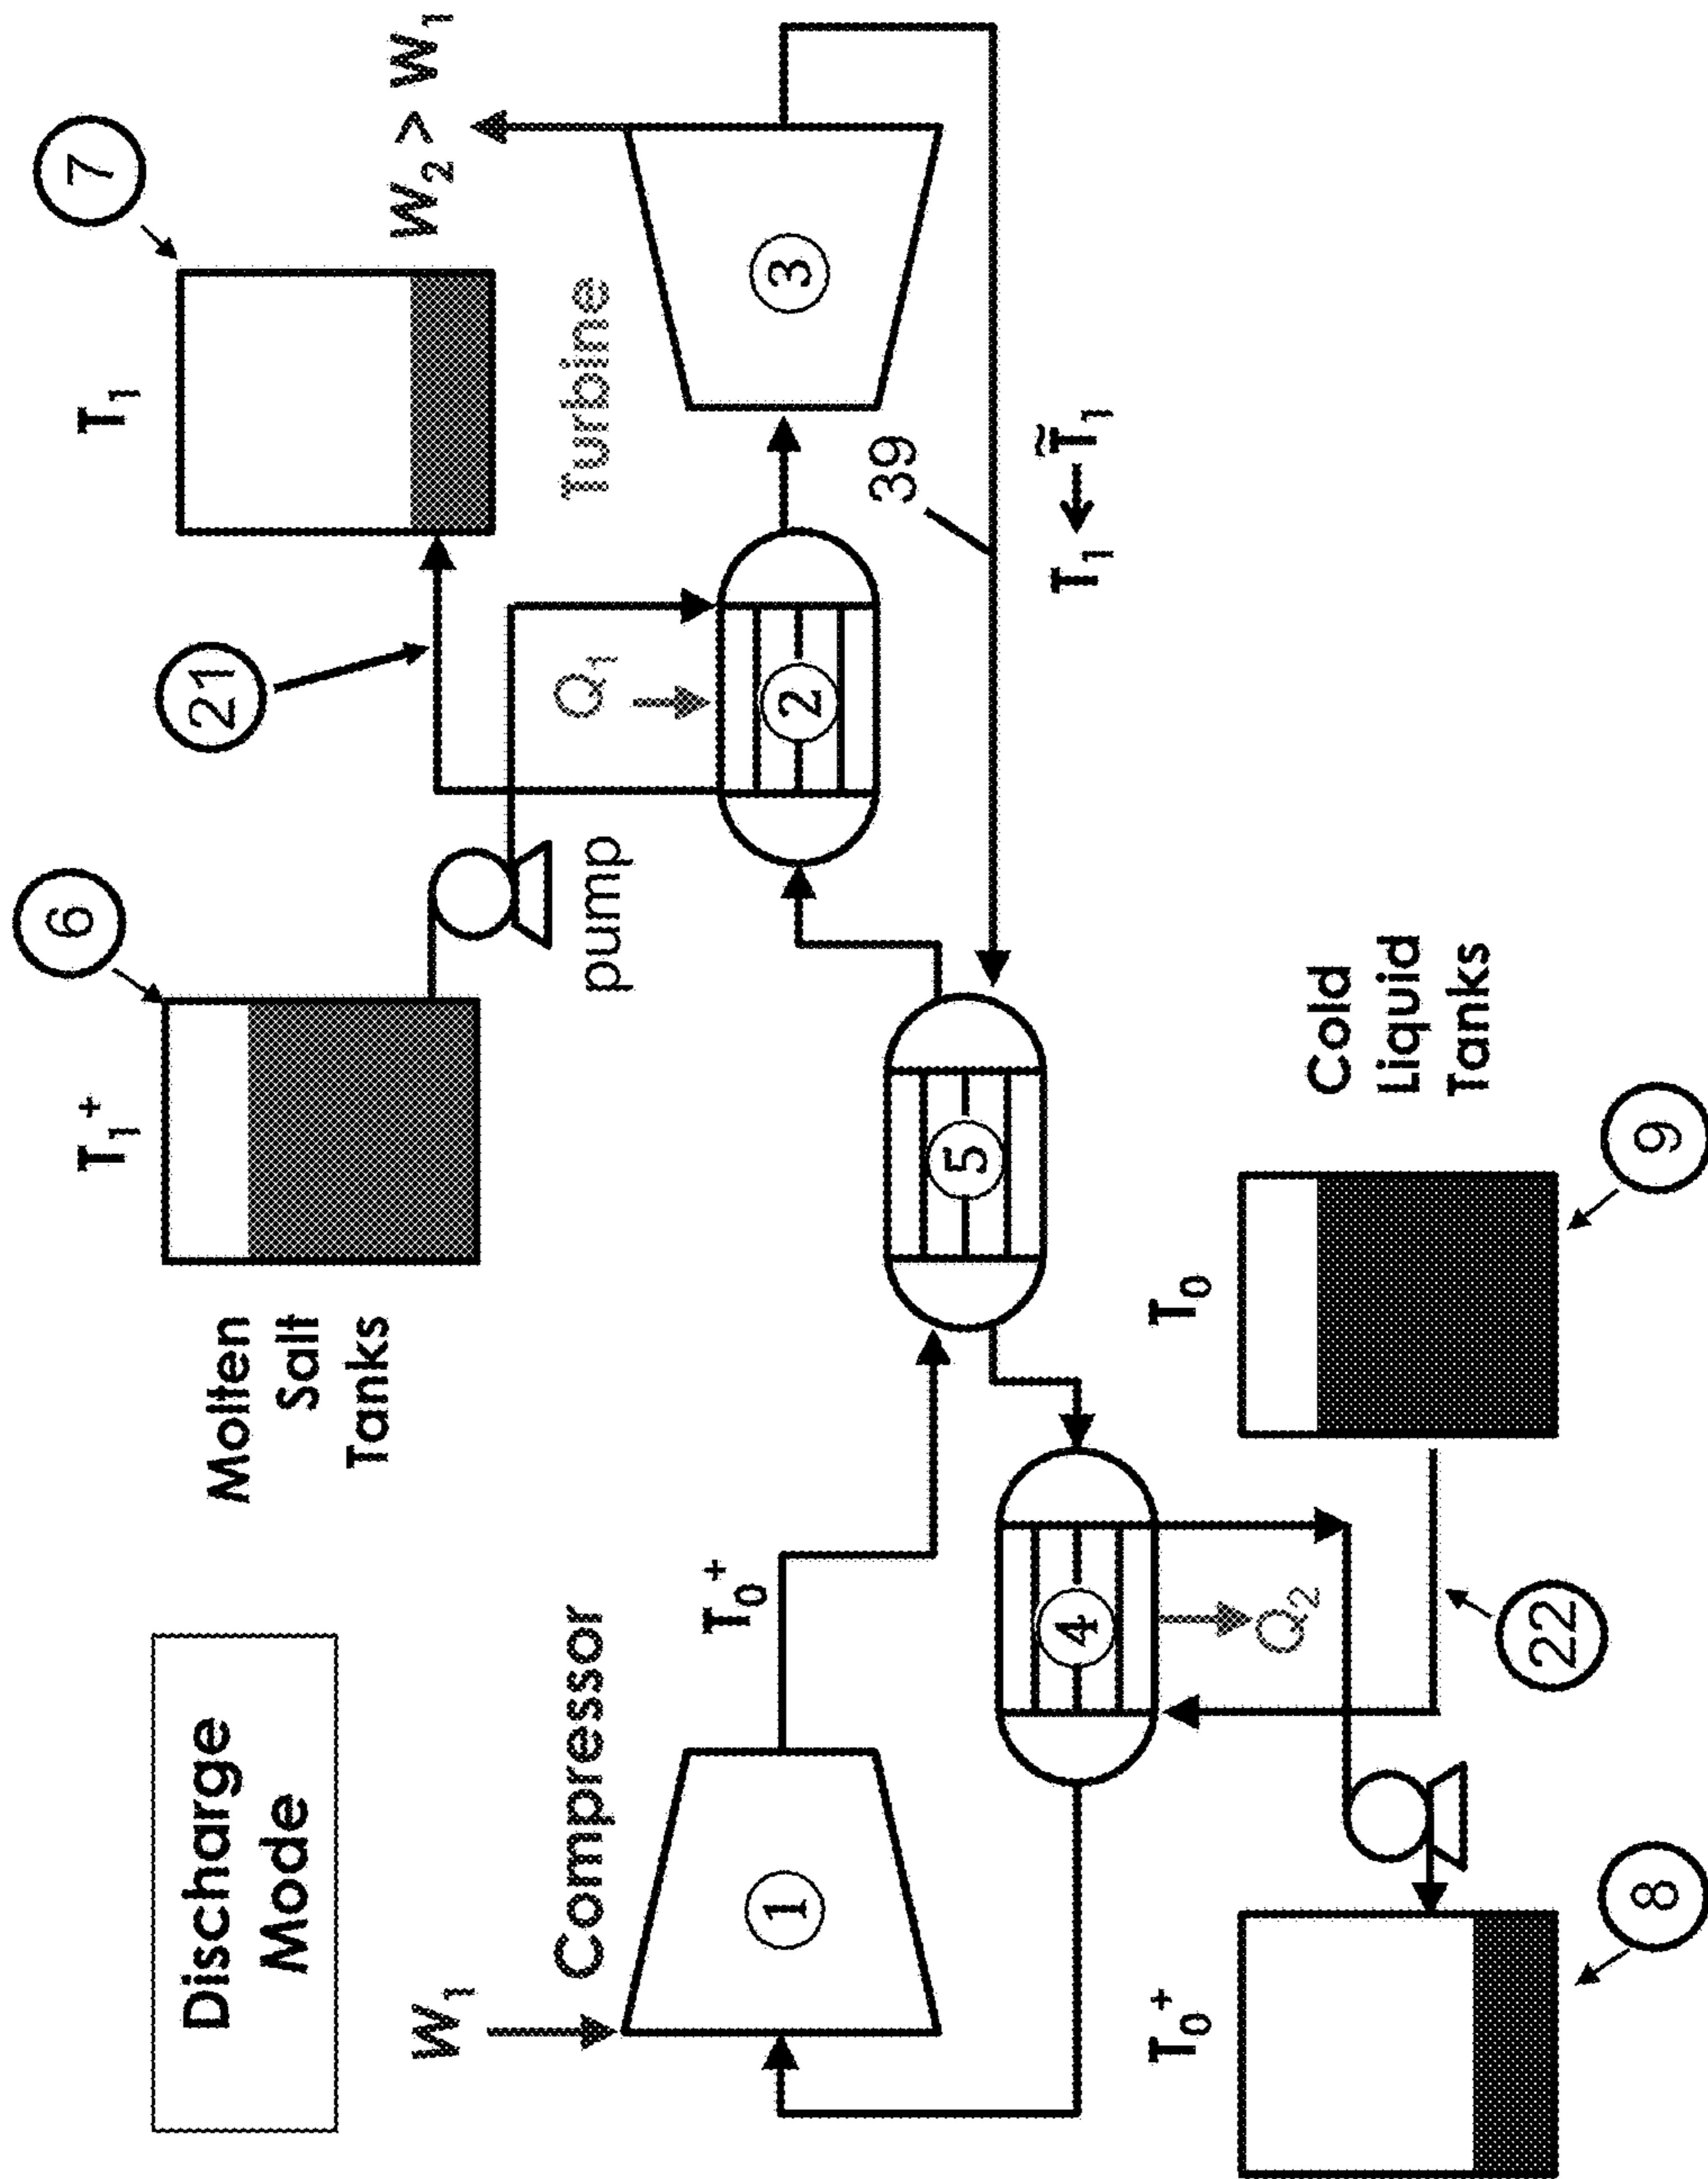 Discharge
Mode
Molten
Salt
Tanks
T₁⁺
6
pump
21
T₁
7
W₂ > W₁
Turbine
Q₁
2
3
39
T₁ ← T̃₁
W₁
Compressor
1
T₀⁺
5
4
Q₂
T₀⁺
8
22
T₀
9
Cold
Liquid
Tanks